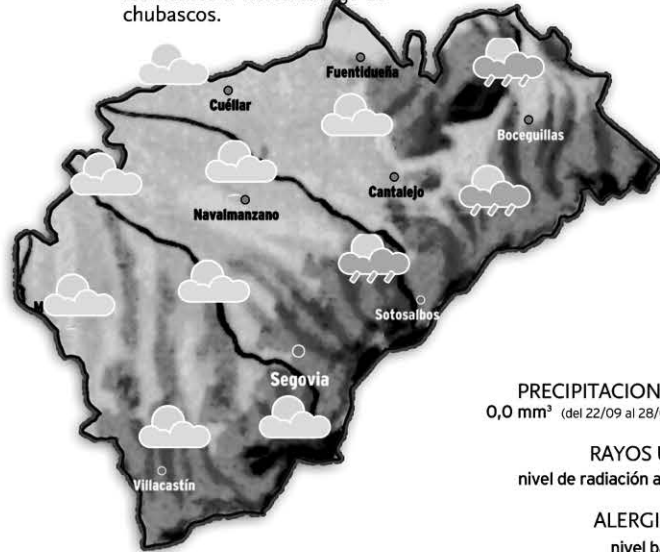 chubascos.
Fuentidueña
Cuéllar
Boceguillas
Cantalejo
Navalmanzano
Sotosalbos
Segovia
Villacastín
PRECIPITACION
0,0 mm³ (del 22/09 al 28/
RAYOS U
nivel de radiación a
ALERGI
nivel b